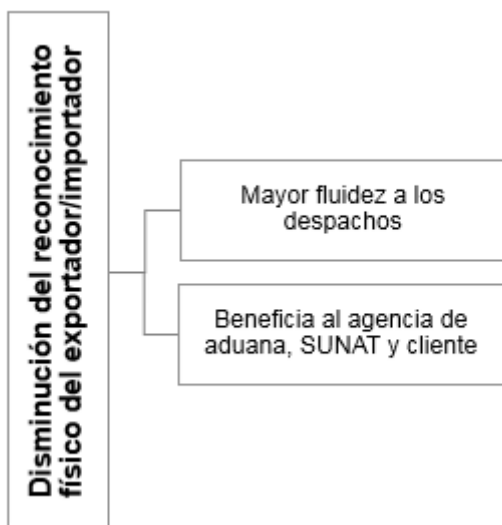 Disminución del reconocimiento
físico del exportador/importador
Mayor fluidez a los
despachos
Beneficia al agencia de
aduana, SUNAT y cliente